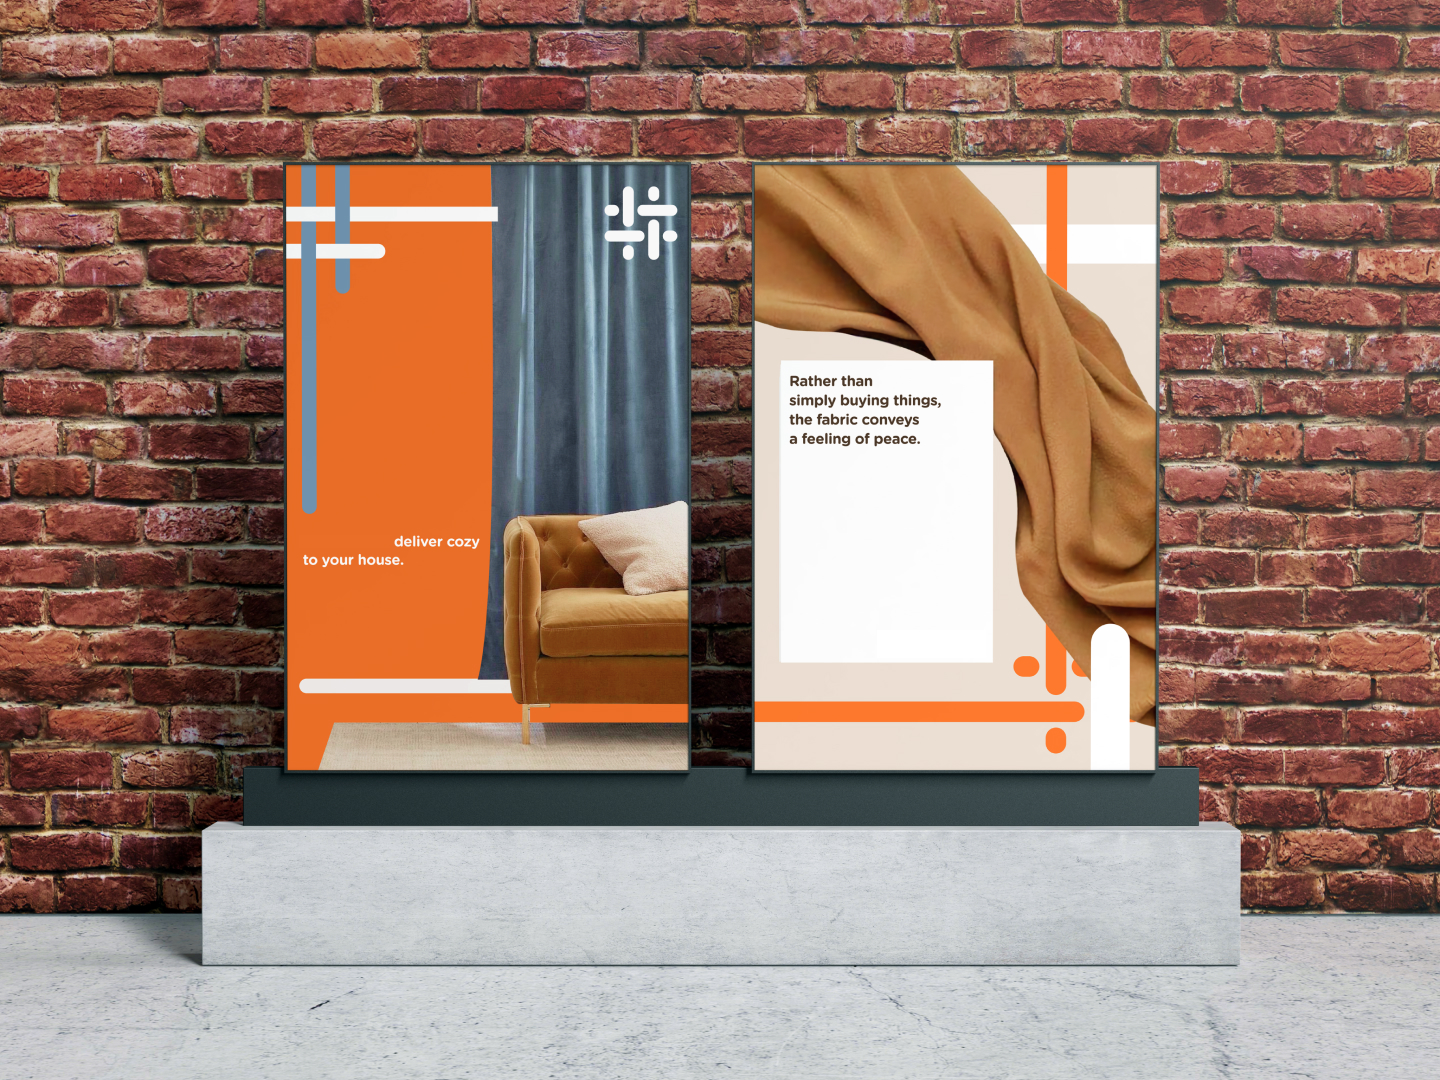 deliver cozy
to your house.
Rather than
simply buying things,
the fabric conveys
a feeling of peace.